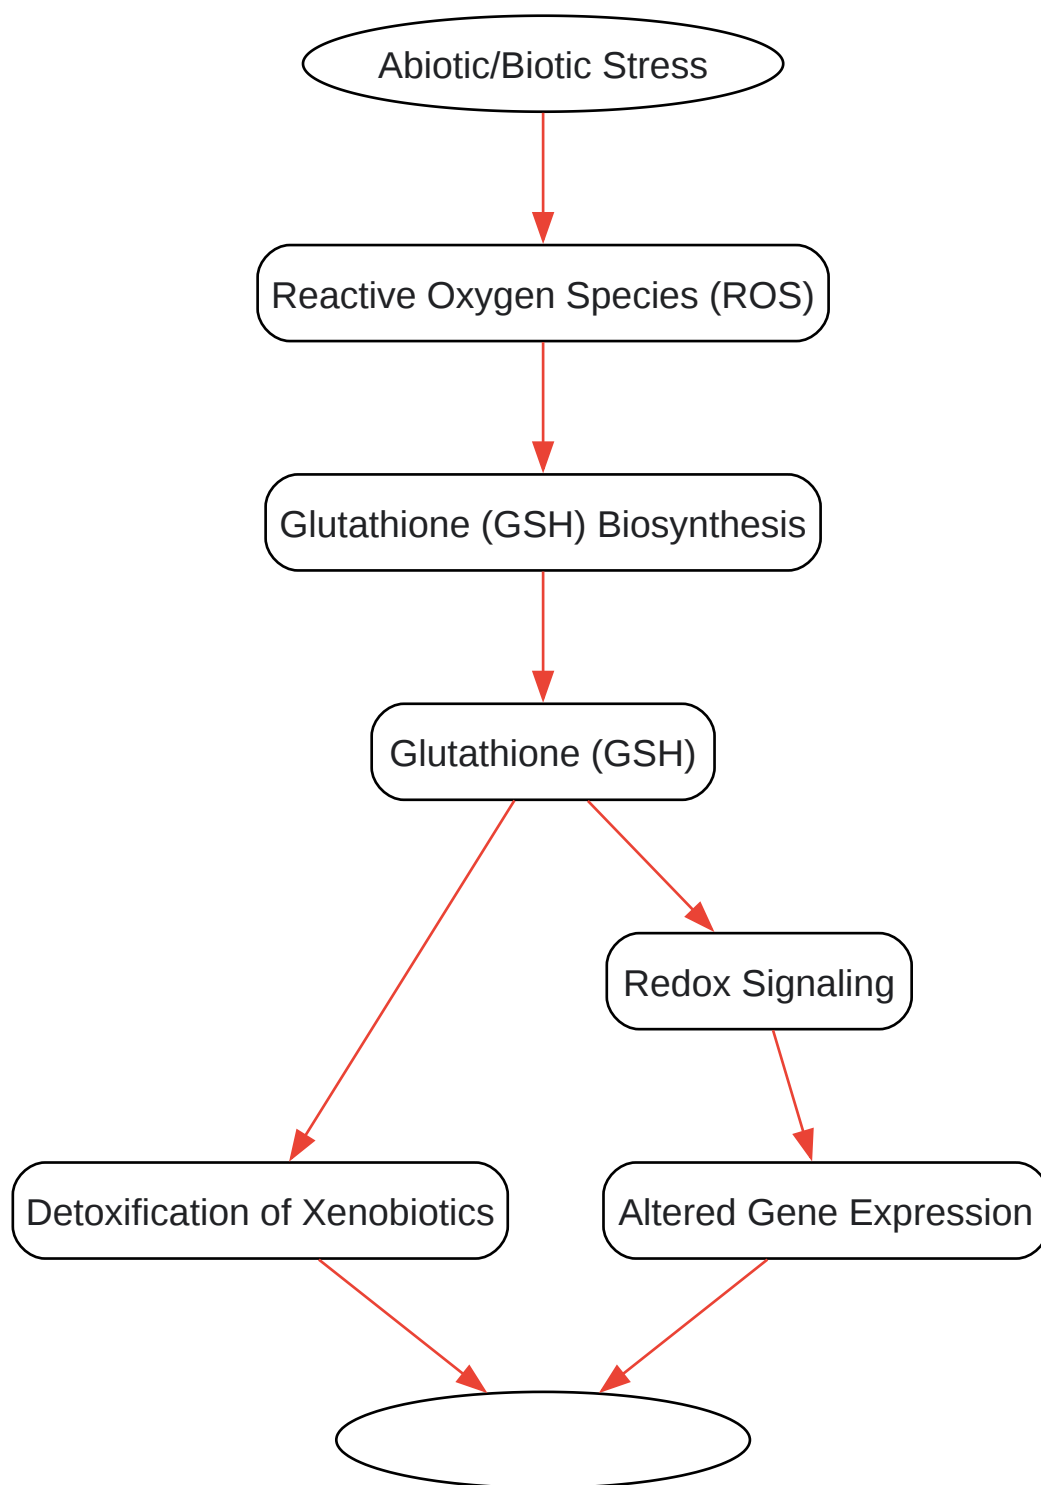 Abiotic/Biotic Stress
Reactive Oxygen Species (ROS)
Glutathione (GSH) Biosynthesis
Glutathione (GSH)
Redox Signaling
Detoxification of Xenobiotics
Altered Gene Expression